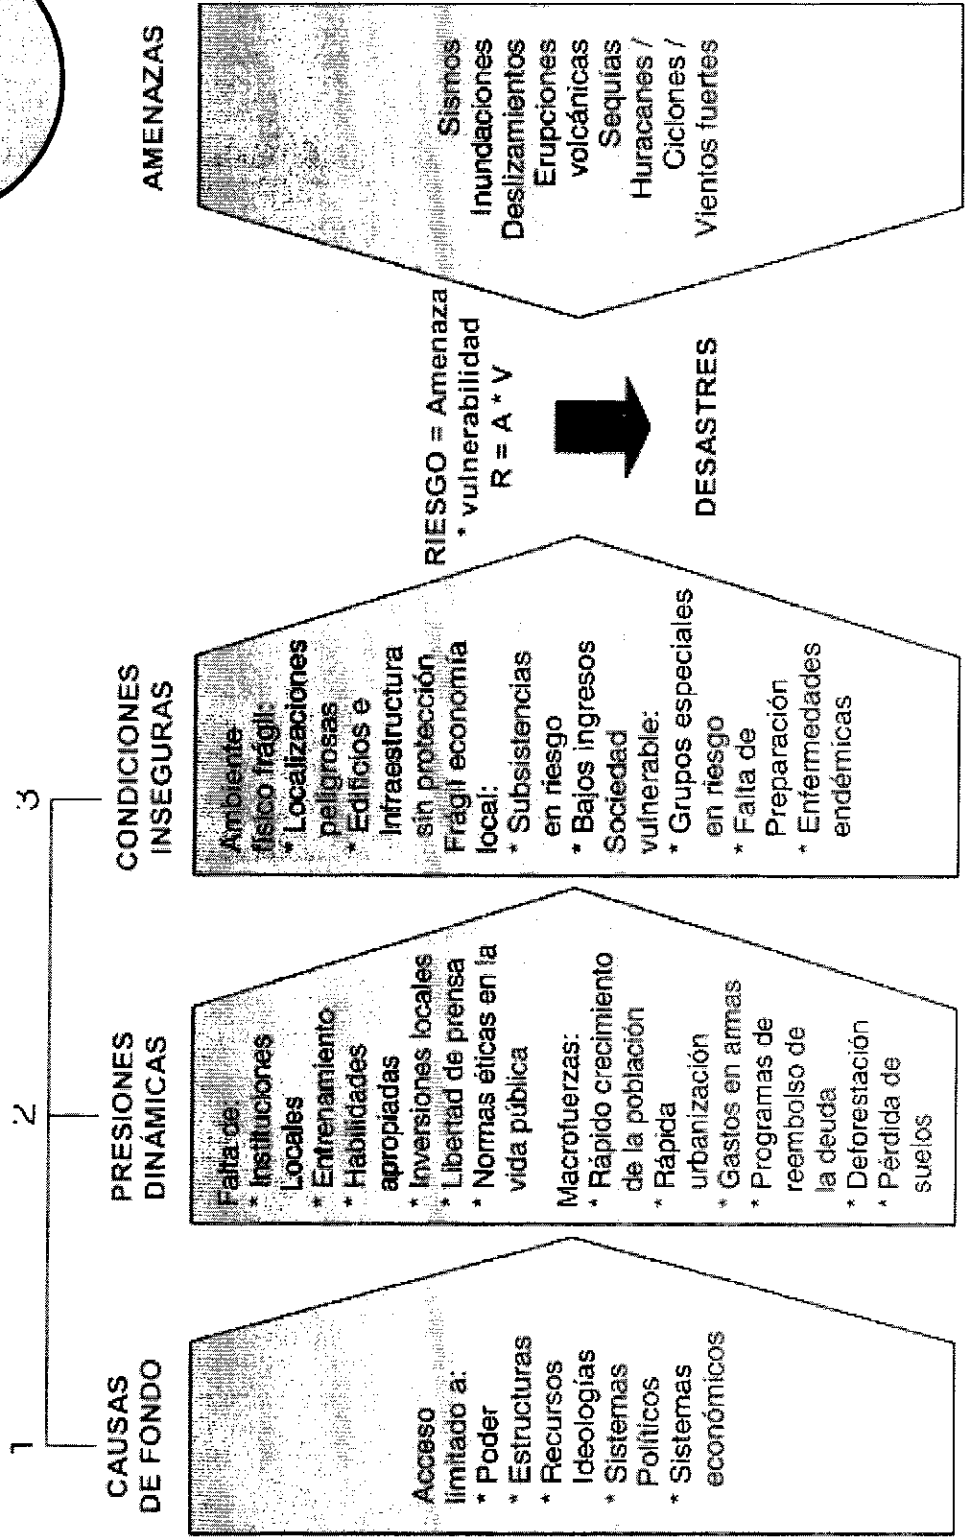 1
2
3
CAUSAS
DE FONDO
Acceso
limitado a:
* Poder
* Estructuras
* Recursos
Ideologías
* Sistemas
Políticos
* Sistemas
económicos
PRESIONES
DINÁMICAS
Falta de:
* Instituciones
Locales
* Entrenamiento
* Habilidades
apropiadas
* Inversiones locales
* Libertad de prensa
* Normas éticas en la
vida pública
Macrofuerzas:
* Rápido crecimiento
de la población
* Rápida
urbanización
* Gastos en armas
* Programas de
reembolso de
la deuda
* Deforestación
* Pérdida de
suelos
CONDICIONES
INSEGURAS
Ambiente
físico frágil:
* Localizaciones
peligrosas
* Edificios e
Infraestructura
sin protección
Frágil economía
local:
* Subsistencias
en riesgo
* Bajos ingresos
Sociedad
vulnerable:
* Grupos especiales
en riesgo
* Falta de
Preparación
* Enfermedades
endémicas
RIESGO = Amenaza
* vulnerabilidad
R = A * V
DESASTRES
AMENAZAS
Sismos
Inundaciones
Deslizamientos
Erupciones
volcánicas
Sequías
Huracanes /
Ciclones /
Vientos fuertes